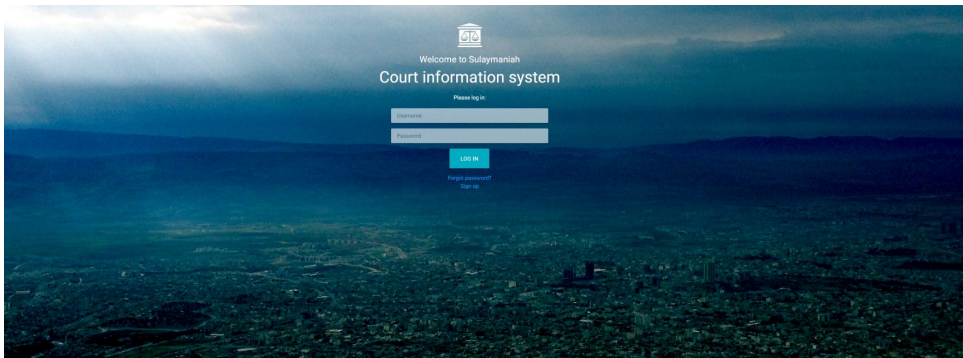 Welcome to Sulaymaniah
Court information system
Please log in:
Username
Password
LOG IN
Forgot password?
Sign up